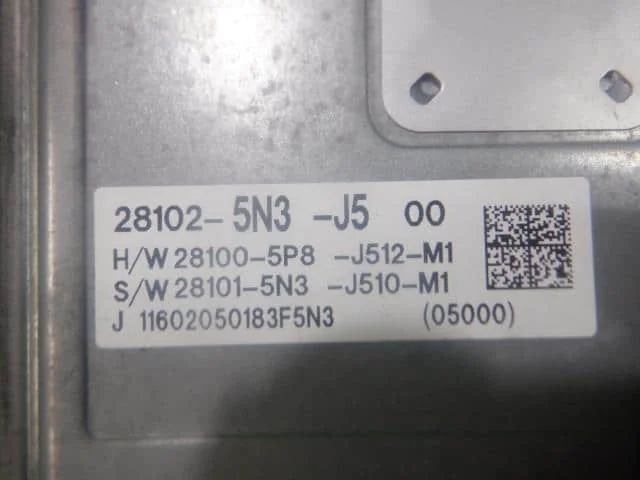 28102-5N3 -J5 00
H/W 28100-5P8 -J512-M1
S/W 28101-5N3 -J510-M1
J 11602050183F5N3 (05000)